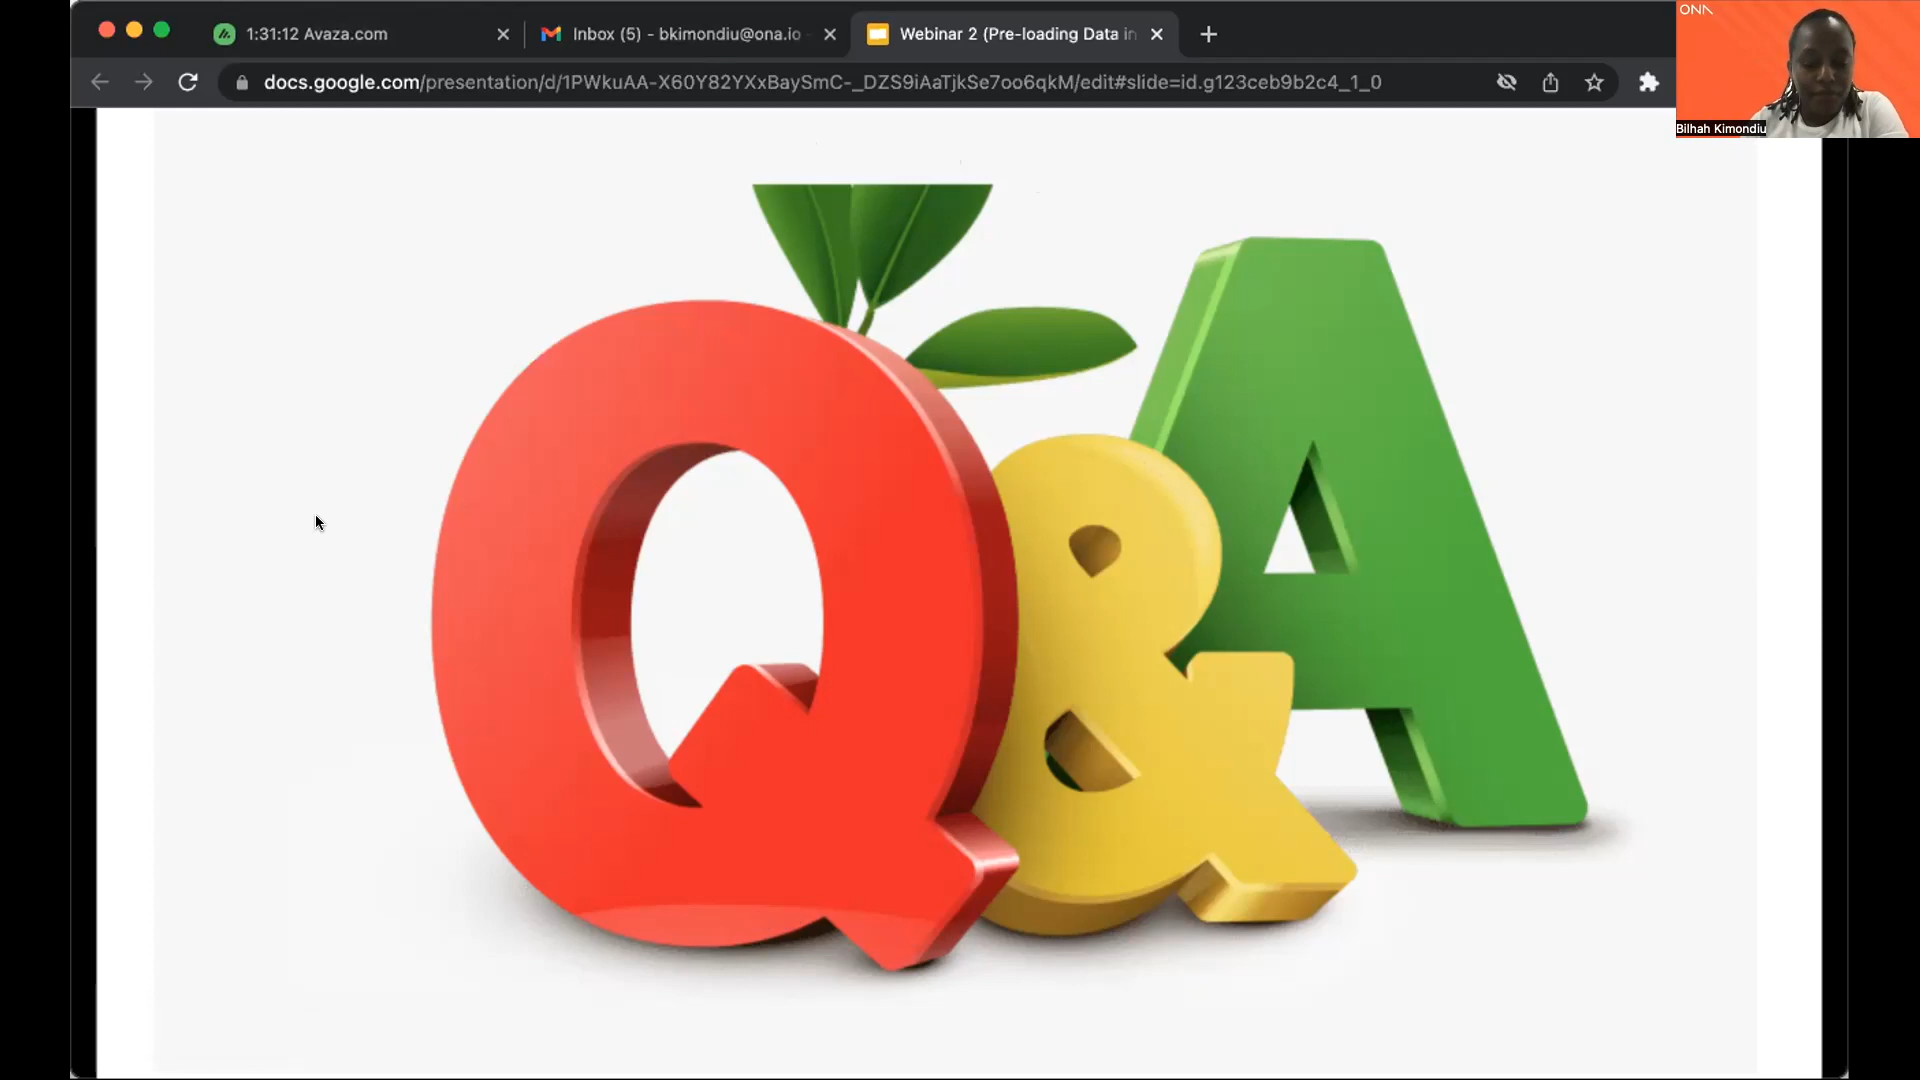 1:31:12 Avaza.com
Inbox (5) - bkimondiu@ona.io -
Webinar 2 (Pre-loading Data in
ONA
docs.google.com/presentation/d/1PWkuAA-X60Y82YXxBaySmC-_DZS9iAaTjkSe7oo6qkM/edit#slide=id.g123ceb9b2c4_1_0
Bilhah Kimondiu
Q&A